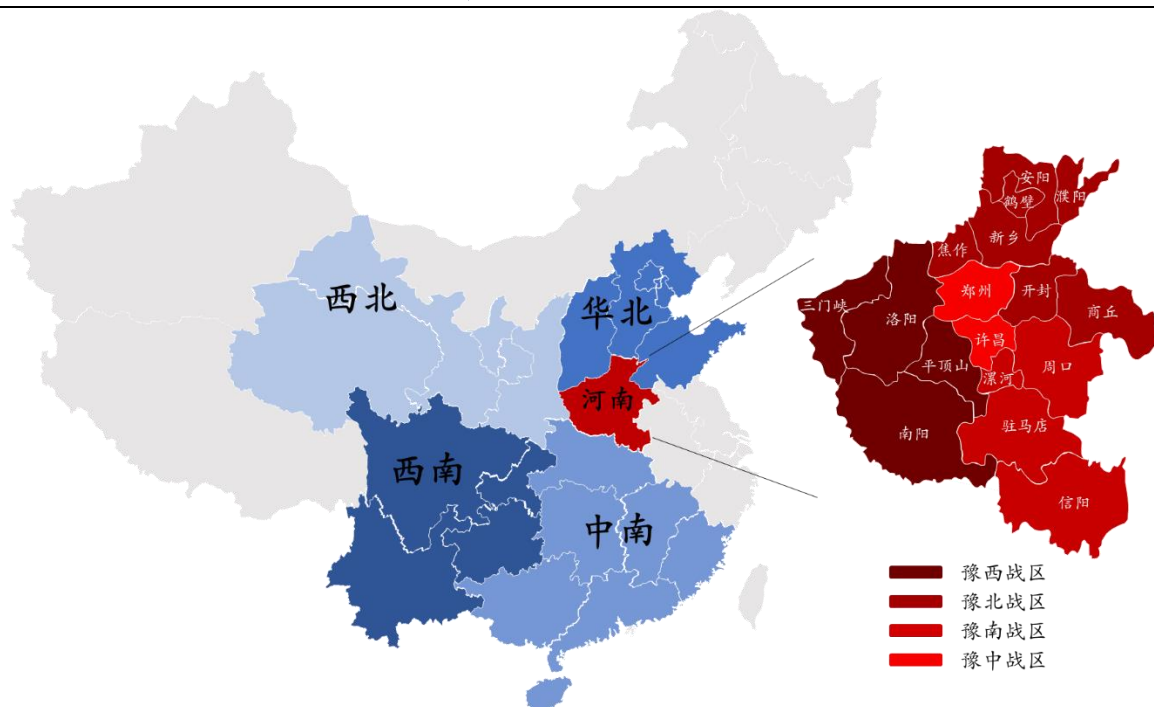 西北
华北
河南
西南
中南
安阳
鹤壁
濮阳
新乡
焦作
郑州
开封
商丘
三门峡
洛阳
许昌
平顶山
漯河
周口
南阳
驻马店
信阳
豫西战区
豫北战区
豫南战区
豫中战区